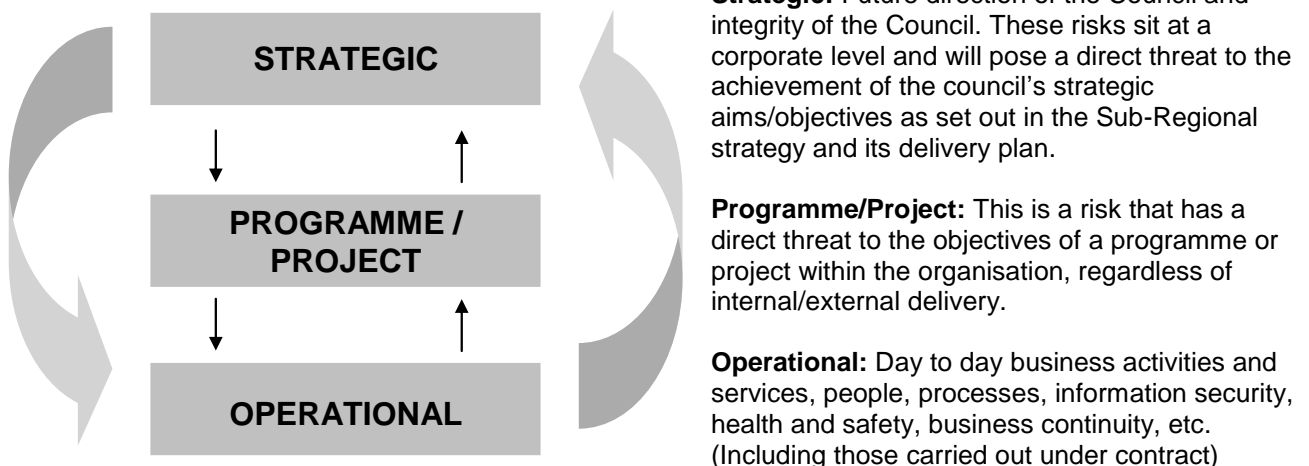 STRATEGIC
PROGRAMME /
PROJECT
OPERATIONAL
Strategic: Future direction of the Council and
integrity of the Council. These risks sit at a
corporate level and will pose a direct threat to the
achievement of the council's strategic
aims/objectives as set out in the Sub-Regional
strategy and its delivery plan.
Programme/Project: This is a risk that has a
direct threat to the objectives of a programme or
project within the organisation, regardless of
internal/external delivery.
Operational: Day to day business activities and
services, people, processes, information security,
health and safety, business continuity, etc.
(Including those carried out under contract)